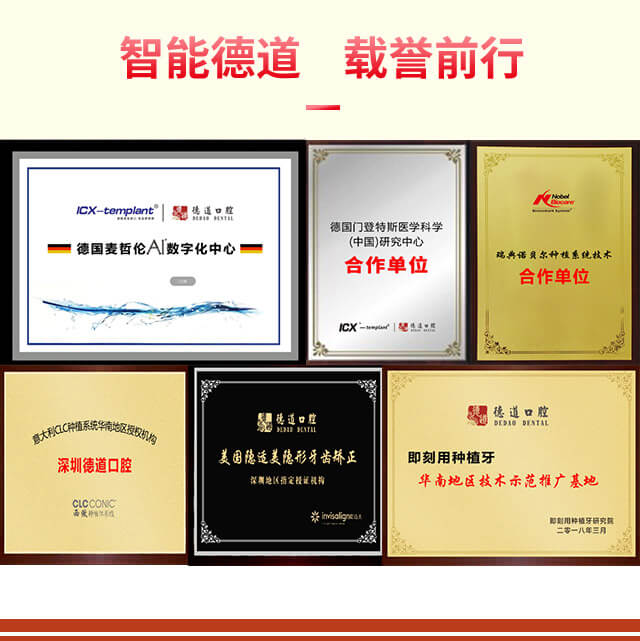 智能德道 载誉前行
ICX-templant® 德道口腔
DEDAO DENTAL
德国麦哲伦AI数字化中心
德国门登特斯医学科学
(中国)研究中心
合作单位
ICX-templant® 德道口腔
DEDAO DENTAL
Nobel
Biocare™
瑞典诺贝尔种植系统技术
合作单位
意大利CLC种植系统华南地区授权机构
深圳德道口腔
CLC CONIC
德道口腔
DEDAO DENTAL
美国隐适美隐形牙齿矫正
深圳地区指定授证机构
invisalign
德道口腔
DEDAO DENTAL
即刻用种植牙
华南地区技术示范推广基地
即刻用种植牙研究院
二零一八年三月